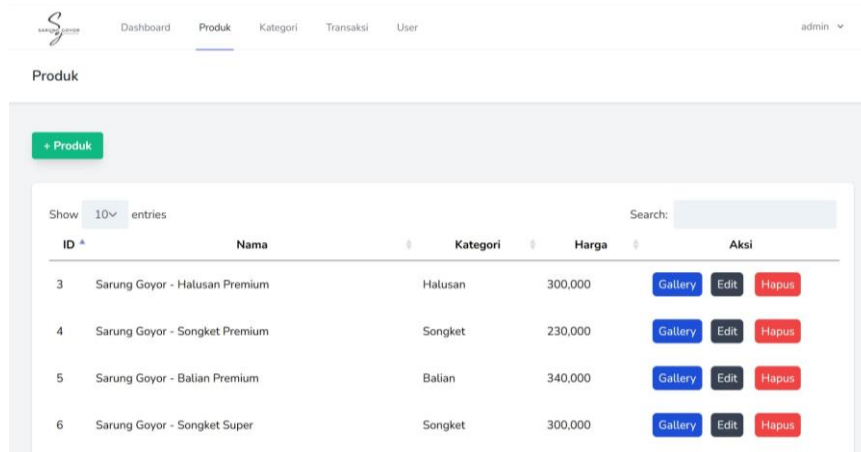 SARUNG GOYOR
Dashboard Produk Kategori Transaksi User admin
Produk
+ Produk
Show 10 entries Search:
ID Nama Kategori Harga Aksi
3 Sarung Goyor - Halusan Premium Halusan 300,000 Gallery Edit Hapus
4 Sarung Goyor - Songket Premium Songket 230,000 Gallery Edit Hapus
5 Sarung Goyor - Balian Premium Balian 340,000 Gallery Edit Hapus
6 Sarung Goyor - Songket Super Songket 300,000 Gallery Edit Hapus